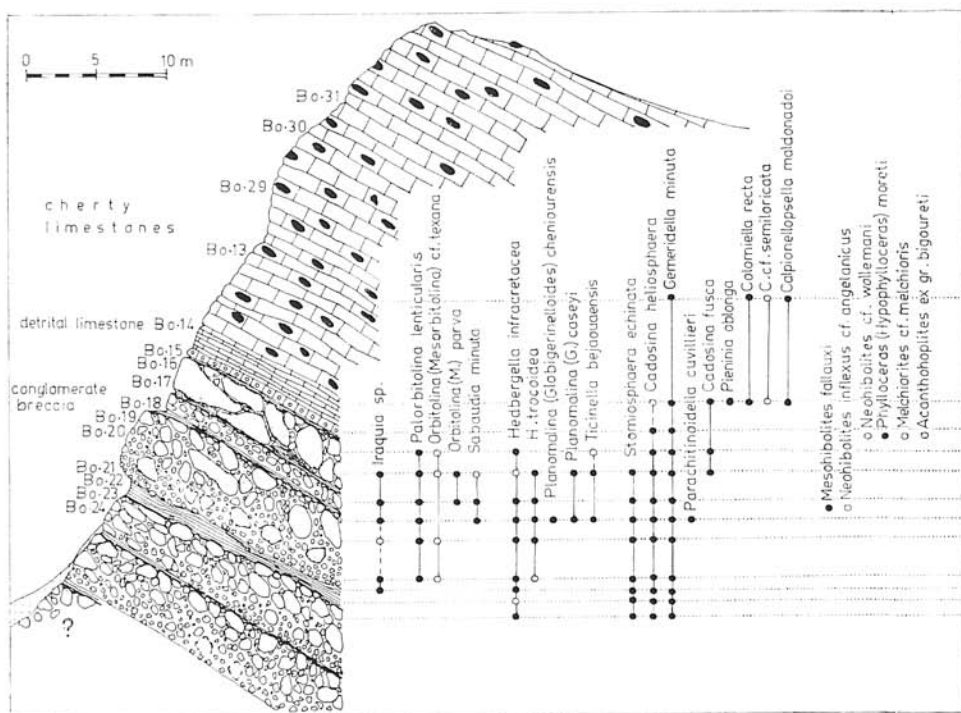 0 5 10 m
Bo-31
Bo-30
Bo-29
cherty
limestones
Bo-13
detrital limestone Bo-14
Bo-15
Bo-16
Bo-17
conglomerate
breccia
Bo-18
Bo-19
Bo-20
Bo-21
Bo-22
Bo-23
Bo-24
?
Iraquia sp.
Palorbitolina lenticularis
Orbitolina (Mesorbitolina) cf. texana
Orbitolina (M.) parva
Sabaudia minuta
Hedbergella infracretacea
H. trocoidea
Planomalina (Globigerinelloides) cheniourensis
Planomalina (G.) caseyi
Ticinella bejaouaensis
Stomiosphaera echinata
Cadosina heliosphaera
Gemeridella minuta
Parachitinoidella cuvillieri
Cadosina fusca
Pleninia oblonga
Colomiella recta
C. cf. semiloricata
Calpionellopsella maldonadoi
Mesohibolites fallauxi
Neohibolites inflexus cf. angelanicus
Neohibolites cf. wollemani
Phylloceras (Hypophylloceras) moreti
Melchiorites cf. melchioris
Acanthoplites ex gr. bigoureti